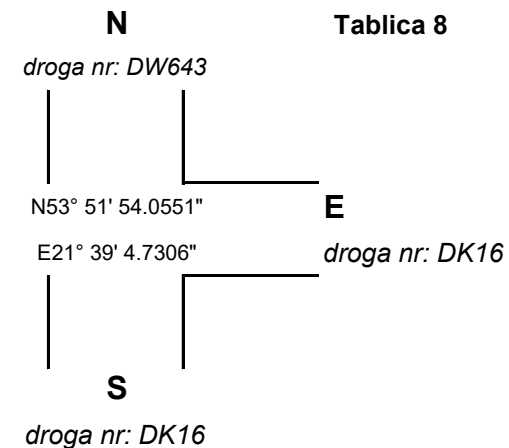 N
Tablica 8
droga nr: DW643
N53° 51' 54.0551"
E
E21° 39' 4.7306"
droga nr: DK16
S
droga nr: DK16